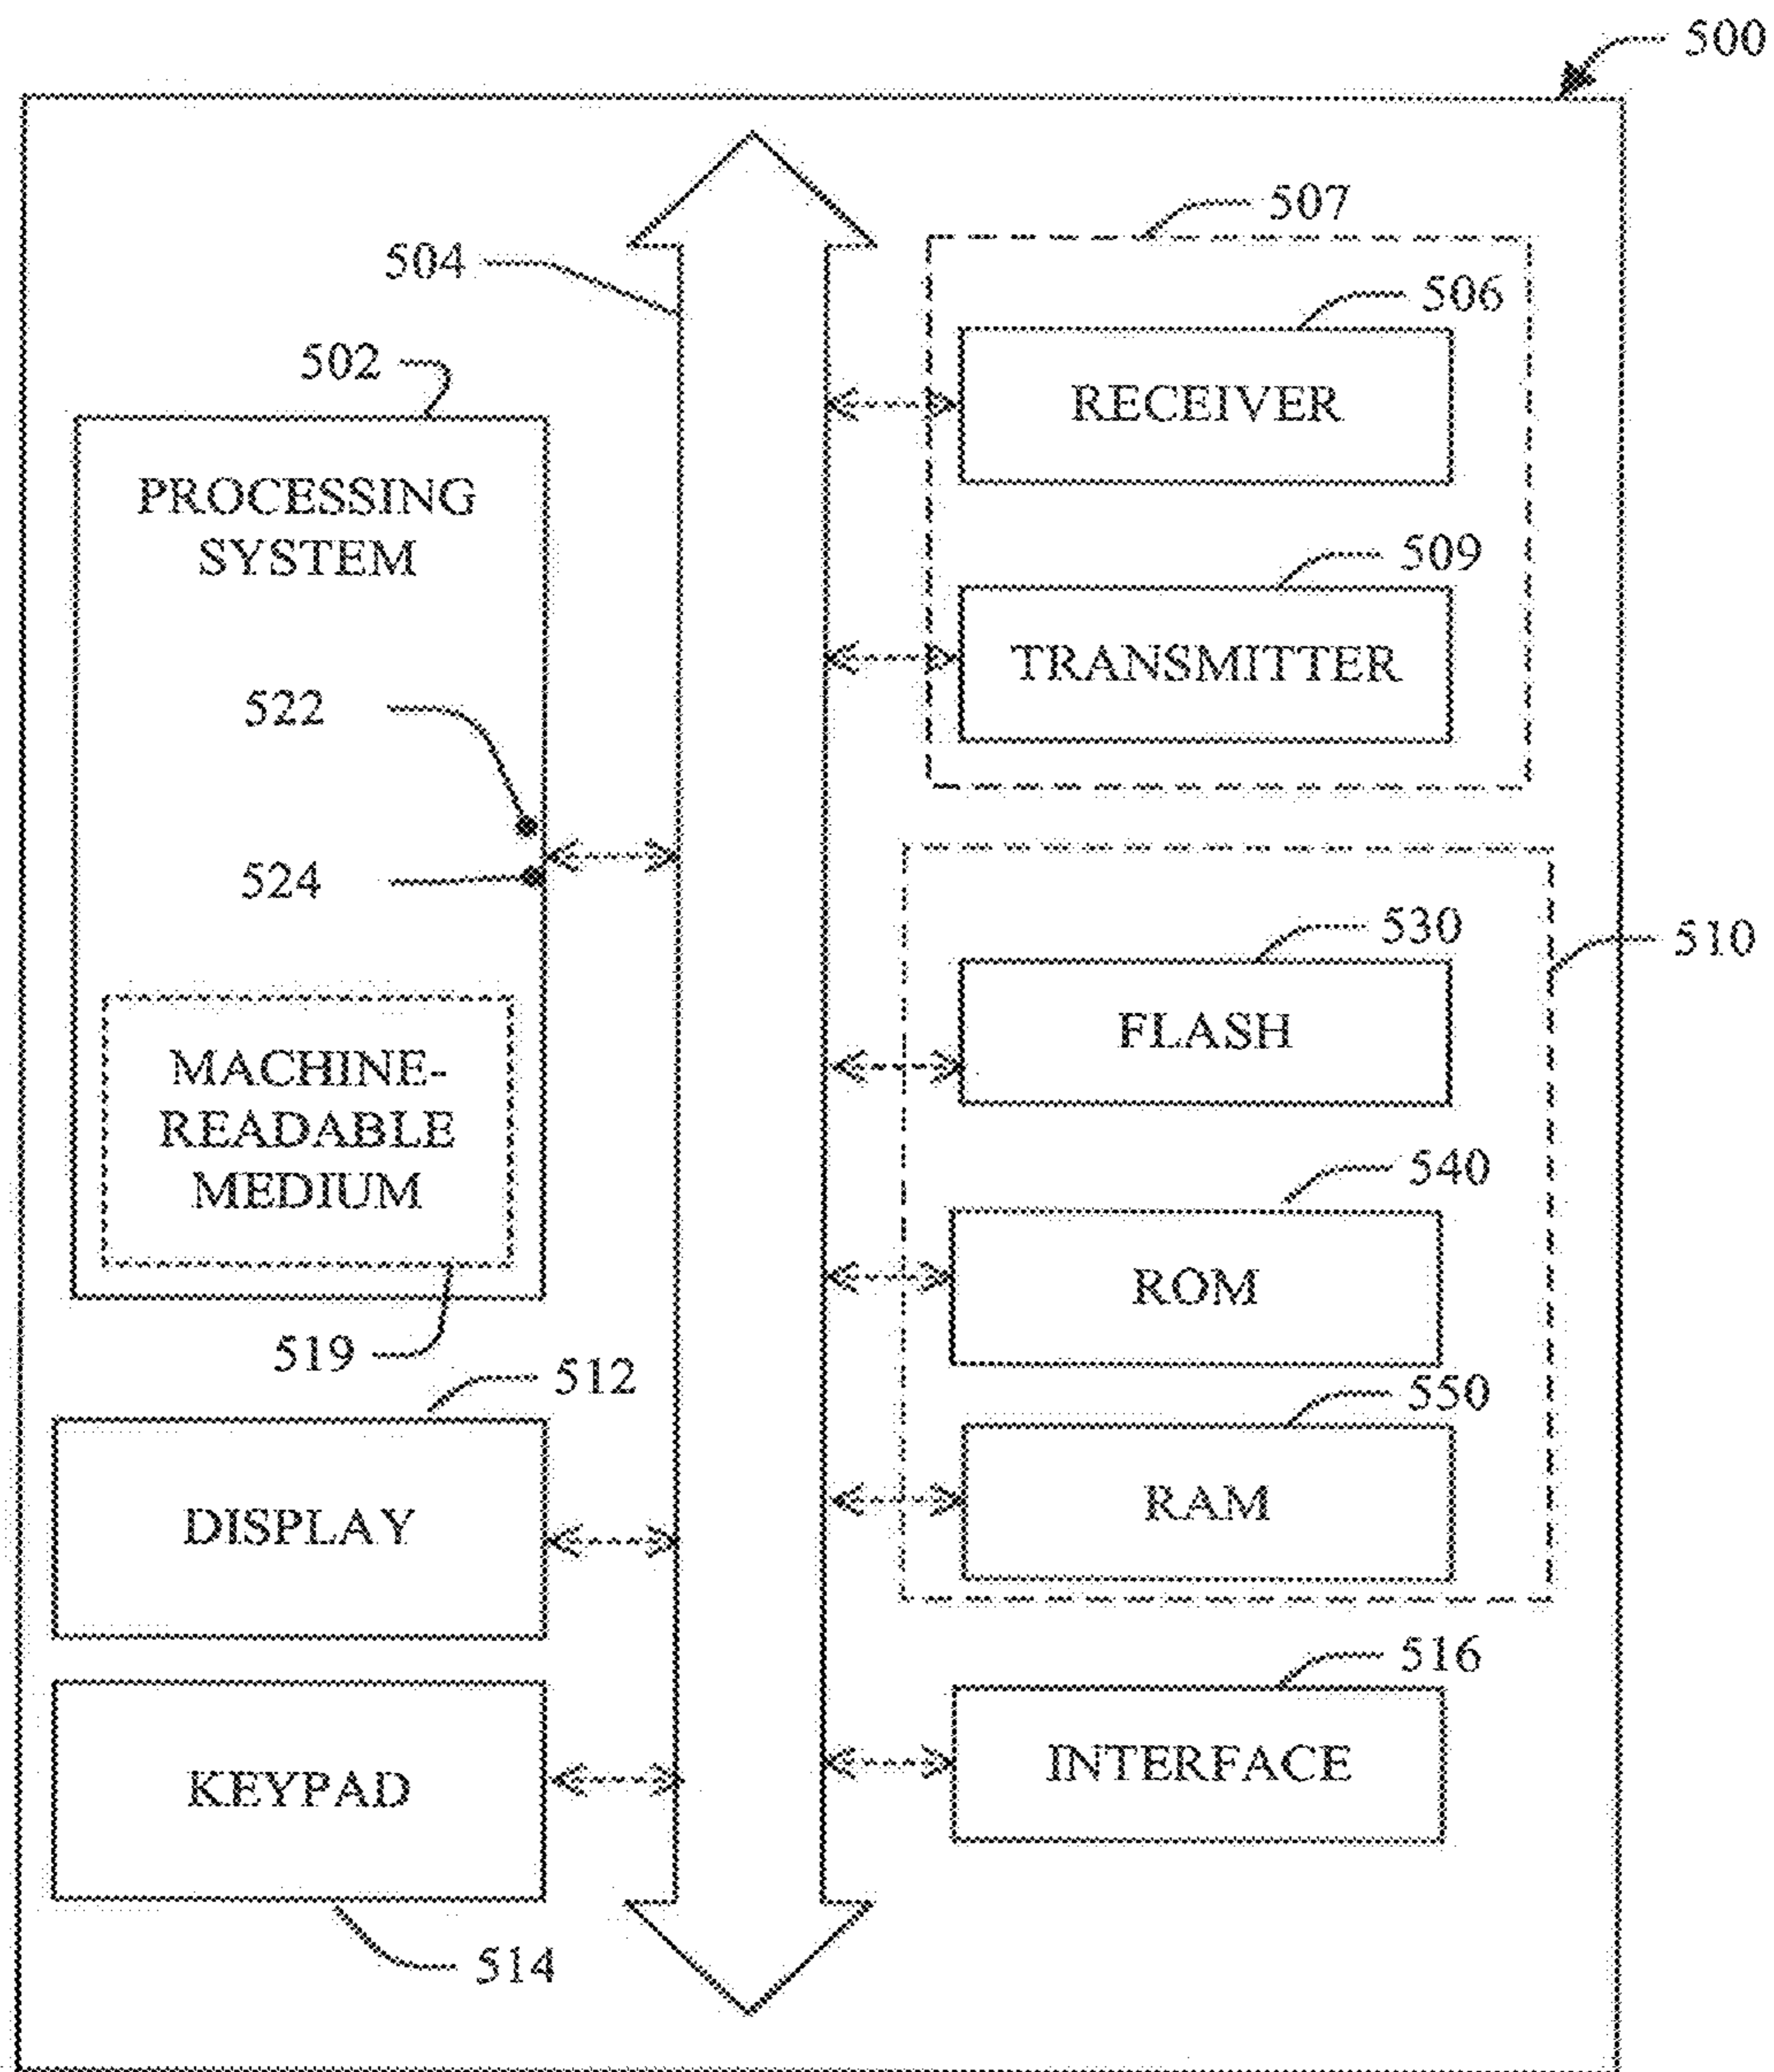 500
507
504
506
502
RECEIVER
PROCESSING
SYSTEM
509
TRANSMITTER
522
524
530
510
FLASH
MACHINE-
READABLE
MEDIUM
540
ROM
519
512
550
DISPLAY
RAM
516
KEYPAD
INTERFACE
514